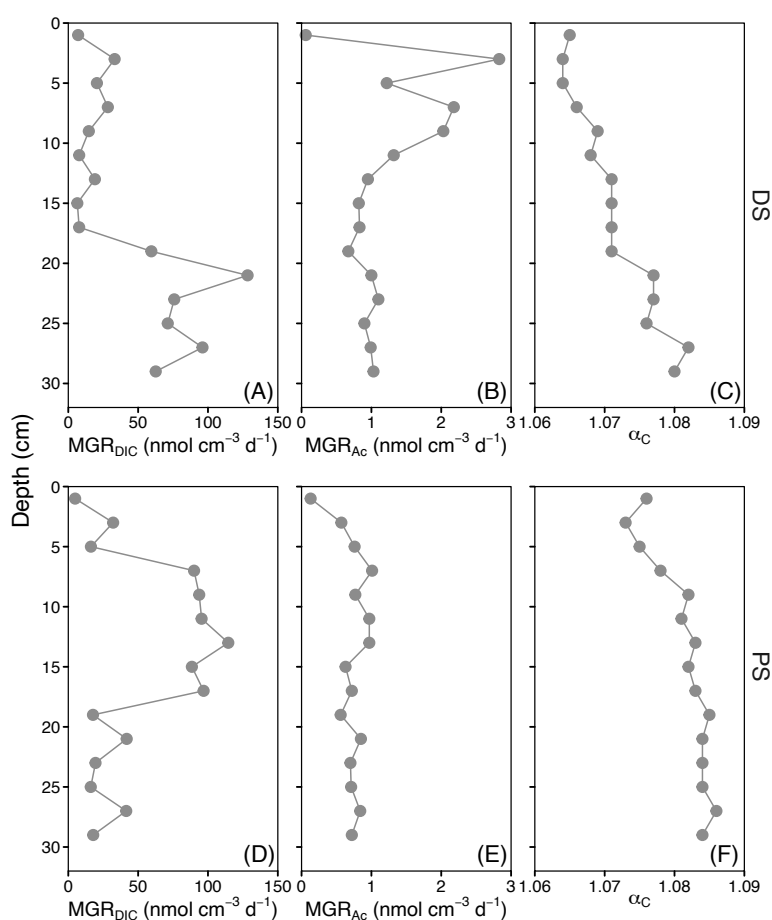 0
5
10
15
20
25
30
0 50 100 150
MGR_DIC (nmol cm⁻³ d⁻¹)
(A)
0 1 2 3
MGR_Ac (nmol cm⁻³ d⁻¹)
(B)
1.06 1.07 1.08 1.09
α_C
(C)
DS
Depth (cm)
0
5
10
15
20
25
30
0 50 100 150
MGR_DIC (nmol cm⁻³ d⁻¹)
(D)
0 1 2 3
MGR_Ac (nmol cm⁻³ d⁻¹)
(E)
1.06 1.07 1.08 1.09
α_C
(F)
PS